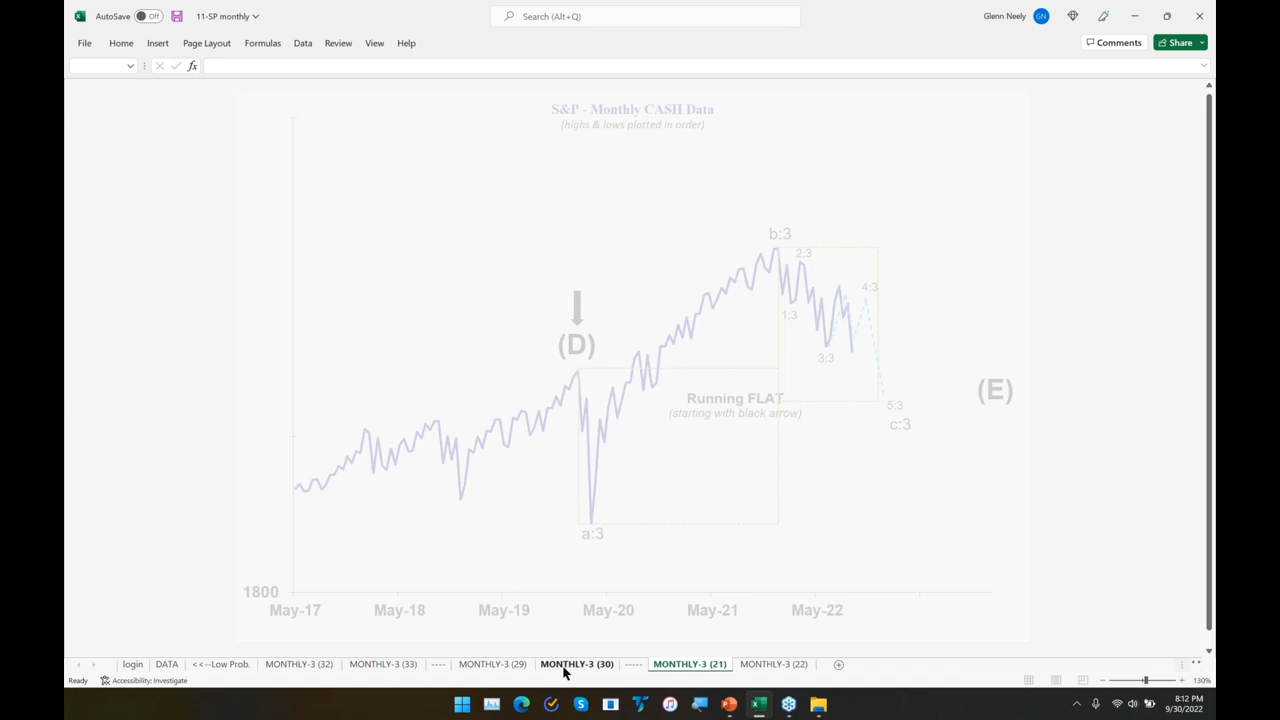 AutoSave Off 11-SP monthly Search (Alt+Q) Glenn Neely GN
File Home Insert Page Layout Formulas Data Review View Help Comments Share
fx
S&P - Monthly CASH Data
(highs & lows plotted in order)
b:3
2:3
4:3
1:3
(D)
3:3
(E)
Running FLAT
(starting with black arrow)
5:3
c:3
a:3
1800
May-17 May-18 May-19 May-20 May-21 May-22
login DATA <<--Low Prob. MONTHLY-3 (32) MONTHLY-3 (33) ---- MONTHLY-3 (29) MONTHLY-3 (30) ----- MONTHLY-3 (21) MONTHLY-3 (22)
Ready Accessibility: Investigate 130%
8:12 PM
9/30/2022